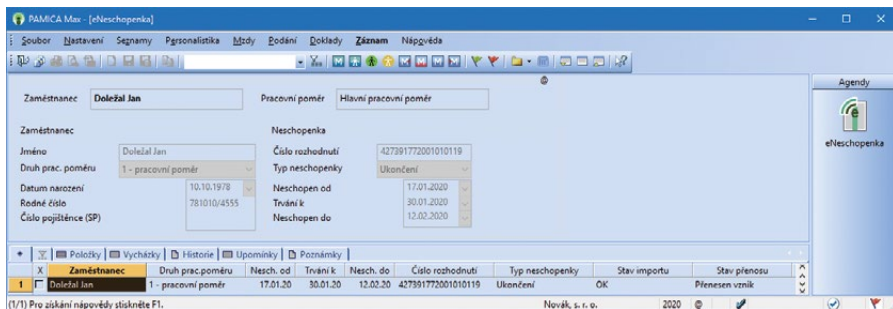 PAMICA Max - [eNeschopenka]
Soubor Nastavení Seznamy Personalistika Mzdy Podání Doklady Záznam Nápověda
Agendy
Zaměstnanec Doležal Jan Pracovní poměr Hlavní pracovní poměr
eNeschopenka
Zaměstnanec Neschopenka
Jméno Doležal Jan Číslo rozhodnutí 427391772001010119
Druh prac. poměru 1 - pracovní poměr Typ neschopenky Ukončení
Datum narození 10.10.1978 Neschopen od 17.01.2020
Rodné číslo 781010/4555 Trvání k 30.01.2020
Číslo pojištěnce (SP) Neschopen do 12.02.2020
Položky Vycházky Historie Upomínky Poznámky
X Zaměstnanec Druh prac.poměru Nesch. od Trvání k Nesch. do Číslo rozhodnutí Typ neschopenky Stav importu Stav přenosu
1 Doležal Jan 1 - pracovní poměr 17.01.20 30.01.20 12.02.20 427391772001010119 Ukončení OK Přenesen vznik
(1/1) Pro získání nápovědy stiskněte F1. Novák, s. r. o. 2020 @